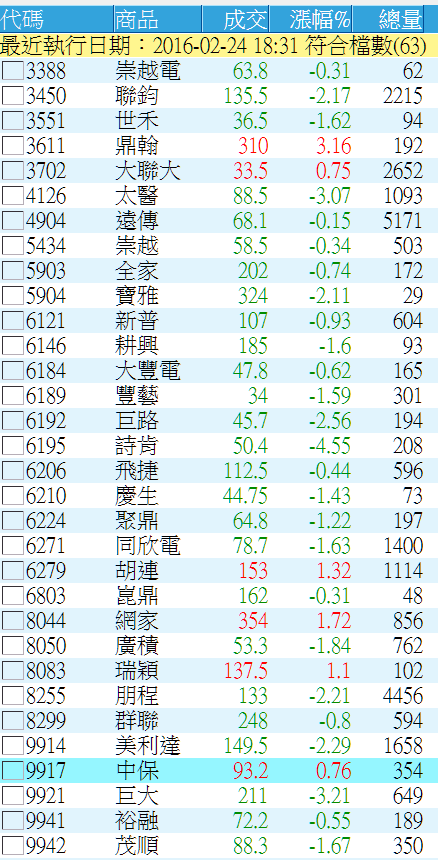 代碼 商品 成交 漲幅% 總量
最近執行日期：2016-02-24 18:31 符合檔數(63)
3388 崇越電 63.8 -0.31 62
3450 聯鈞 135.5 -2.17 2215
3551 世禾 36.5 -1.62 94
3611 鼎翰 310 3.16 192
3702 大聯大 33.5 0.75 2652
4126 太醫 88.5 -3.07 1093
4904 遠傳 68.1 -0.15 5171
5434 崇越 58.5 -0.34 503
5903 全家 202 -0.74 172
5904 寶雅 324 -2.11 29
6121 新普 107 -0.93 604
6146 耕興 185 -1.6 93
6184 大豐電 47.8 -0.62 165
6189 豐藝 34 -1.59 301
6192 巨路 45.7 -2.56 194
6195 詩肯 50.4 -4.55 208
6206 飛捷 112.5 -0.44 596
6210 慶生 44.75 -1.43 73
6224 聚鼎 64.8 -1.22 197
6271 同欣電 78.7 -1.63 1400
6279 胡連 153 1.32 1114
6803 崑鼎 162 -0.31 48
8044 網家 354 1.72 856
8050 廣積 53.3 -1.84 762
8083 瑞穎 137.5 1.1 102
8255 朋程 133 -2.21 4456
8299 群聯 248 -0.8 594
9914 美利達 149.5 -2.29 1658
9917 中保 93.2 0.76 354
9921 巨大 211 -3.21 649
9941 裕融 72.2 -0.55 189
9942 茂順 88.3 -1.67 350